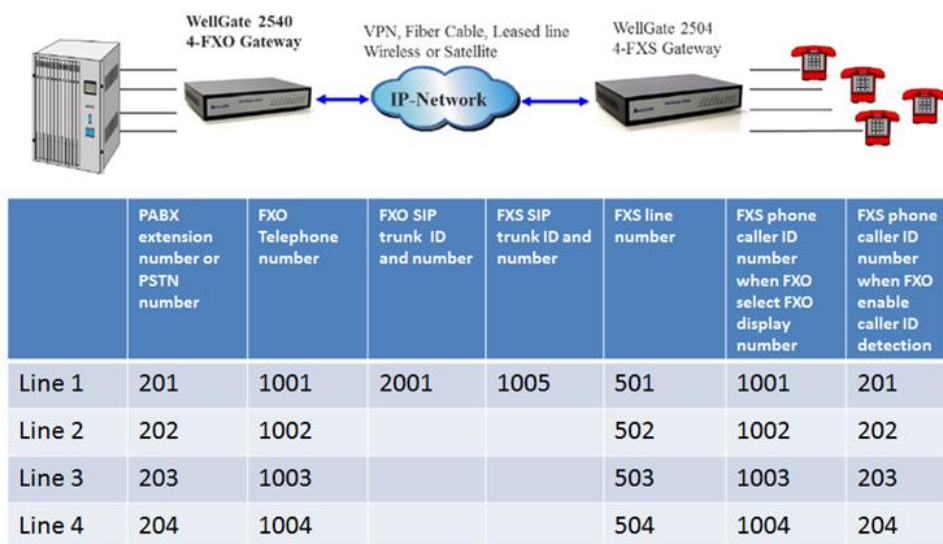 WellGate 2540
4-FXO Gateway
VPN, Fiber Cable, Leased line
Wireless or Satellite
WellGate 2504
4-FXS Gateway
IP-Network
PABX extension number or PSTN number
FXO Telephone number
FXO SIP trunk ID and number
FXS SIP trunk ID and number
FXS line number
FXS phone caller ID number when FXO select FXO display number
FXS phone caller ID number when FXO enable caller ID detection
Line 1 201 1001 2001 1005 501 1001 201
Line 2 202 1002 502 1002 202
Line 3 203 1003 503 1003 203
Line 4 204 1004 504 1004 204